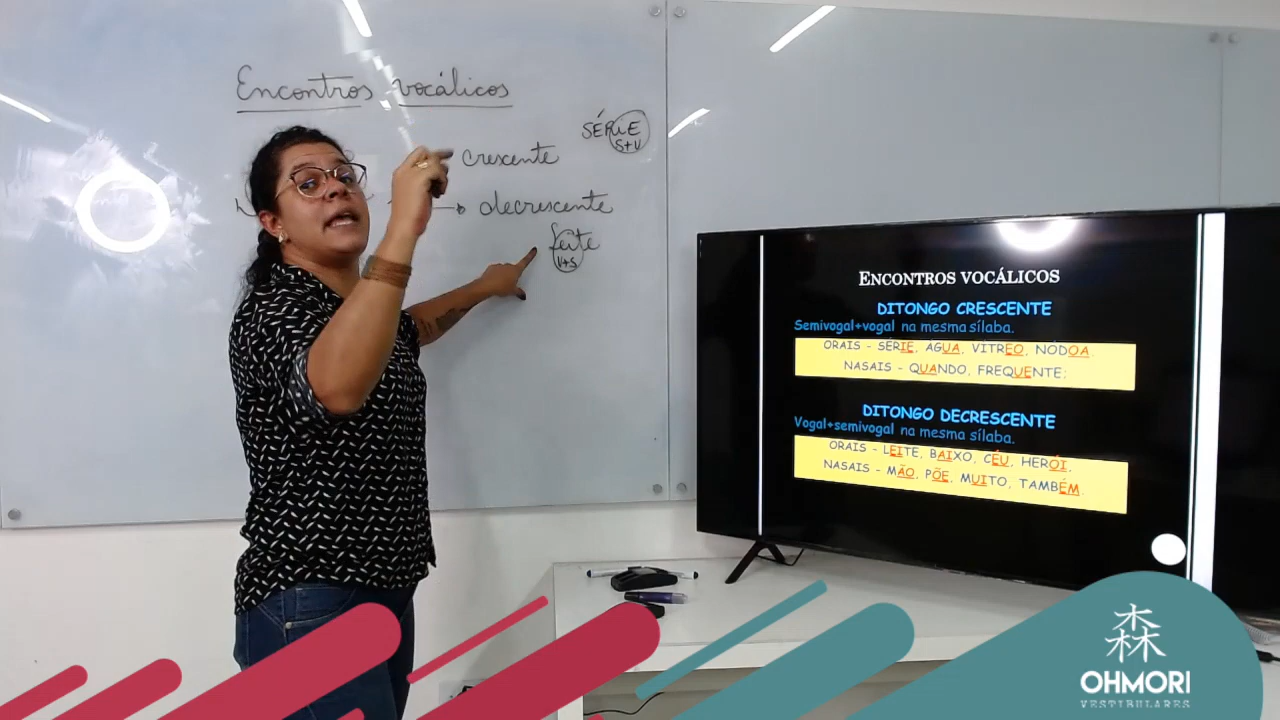 Encontros vocálicos
SÉRIE
S+V
crescente
decrescente
leite
V+S
ENCONTROS VOCÁLICOS
DITONGO CRESCENTE
Semivogal+vogal na mesma sílaba.
ORAIS - SÉRIE, ÁGUA, VÍTREO, NÓDOA.
NASAIS - QUANDO, FREQUENTE;
DITONGO DECRESCENTE
Vogal+semivogal na mesma sílaba.
ORAIS - LEITE, BAIXO, CÉU, HERÓI,
NASAIS - MÃO, PÕE, MUITO, TAMBÉM.
森
OHMORI
VESTIBULARES